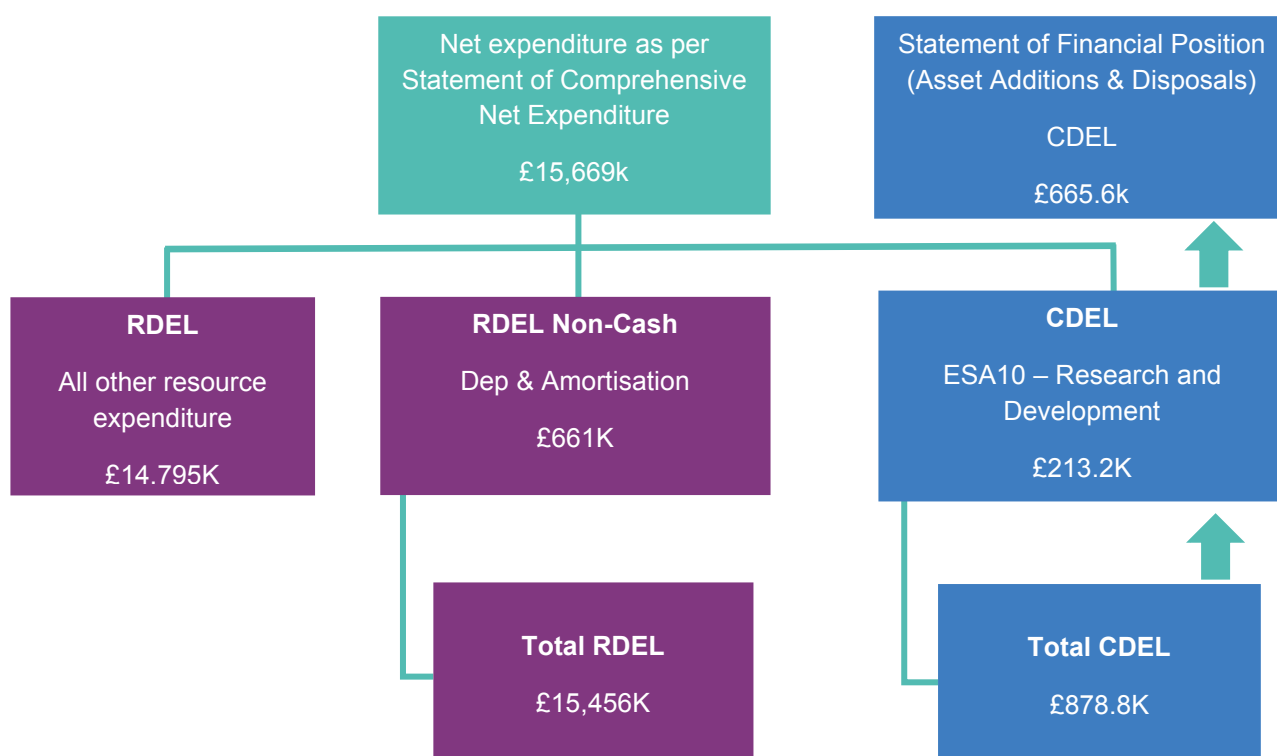 Net expenditure as per
Statement of Comprehensive
Net Expenditure
£15,669k
Statement of Financial Position
(Asset Additions & Disposals)
CDEL
£665.6k
RDEL
All other resource
expenditure
£14.795K
RDEL Non-Cash
Dep & Amortisation
£661K
CDEL
ESA10 – Research and
Development
£213.2K
Total RDEL
£15,456K
Total CDEL
£878.8K